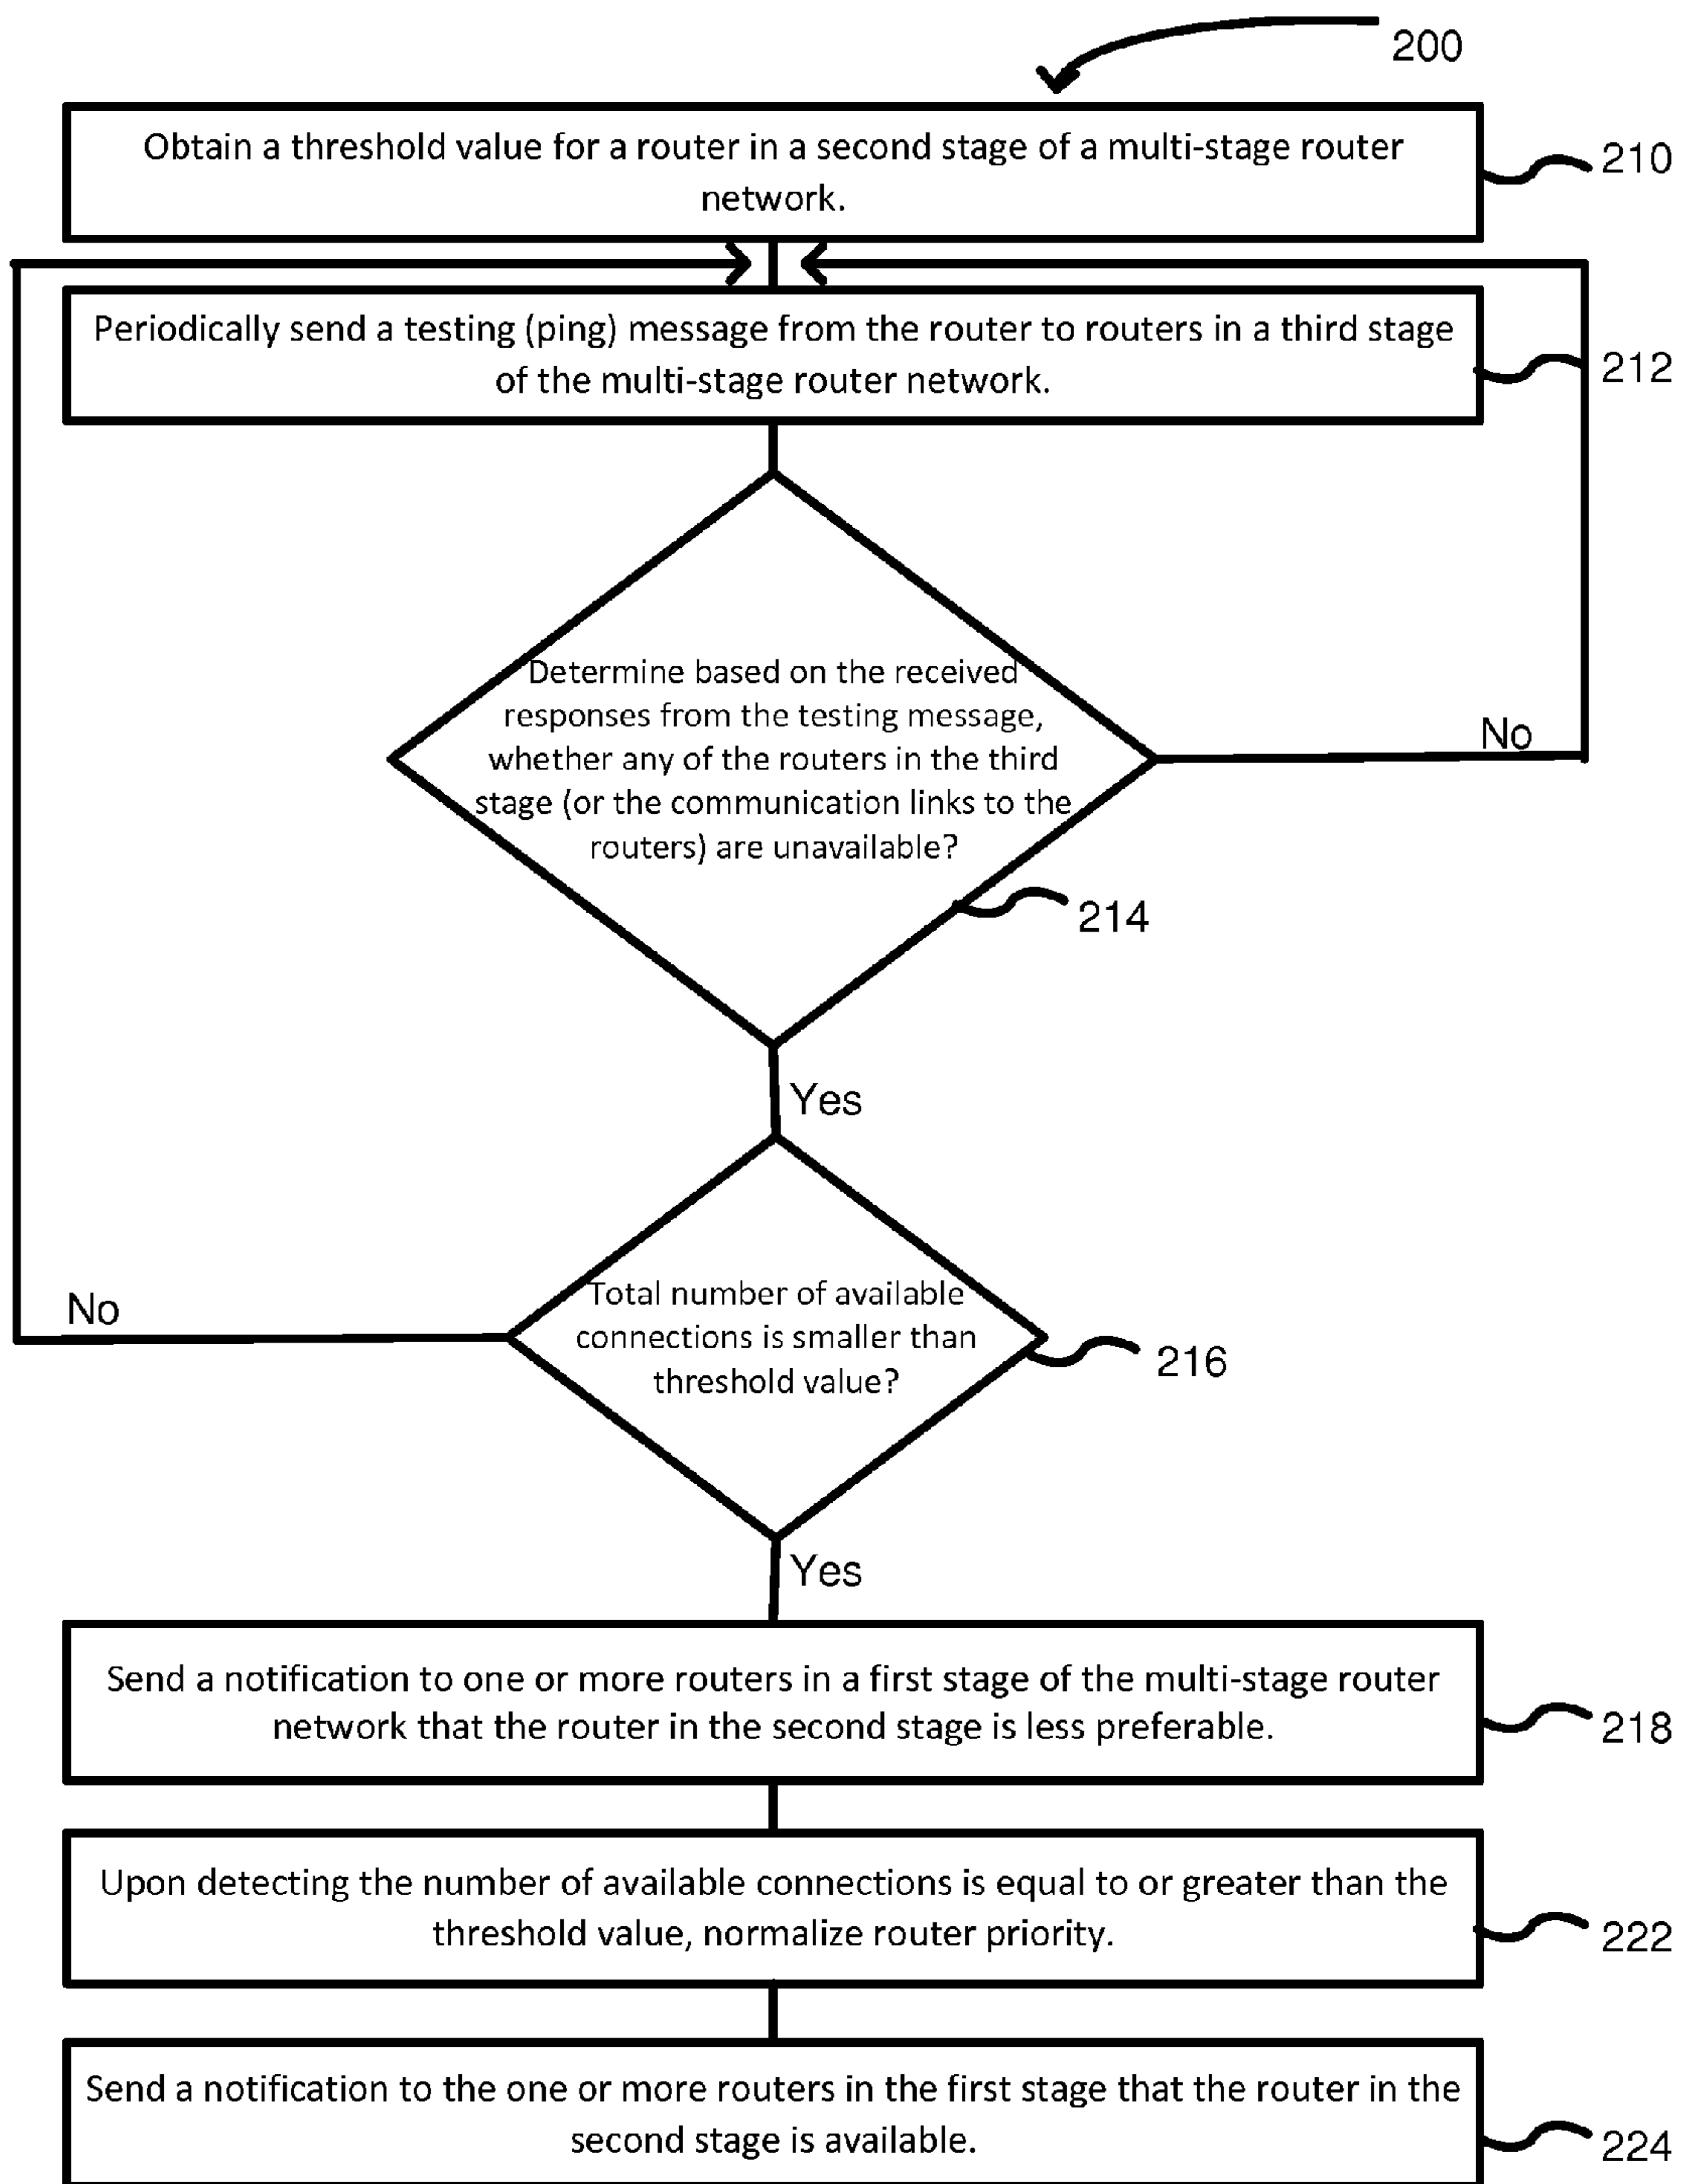 200
Obtain a threshold value for a router in a second stage of a multi-stage router
network.
210
Periodically send a testing (ping) message from the router to routers in a third stage
of the multi-stage router network.
212
Determine based on the received
responses from the testing message,
whether any of the routers in the third
stage (or the communication links to the
routers) are unavailable?
No
214
Yes
Total number of available
connections is smaller than
threshold value?
No
216
Yes
Send a notification to one or more routers in a first stage of the multi-stage router
network that the router in the second stage is less preferable.
218
Upon detecting the number of available connections is equal to or greater than the
threshold value, normalize router priority.
222
Send a notification to the one or more routers in the first stage that the router in the
second stage is available.
224